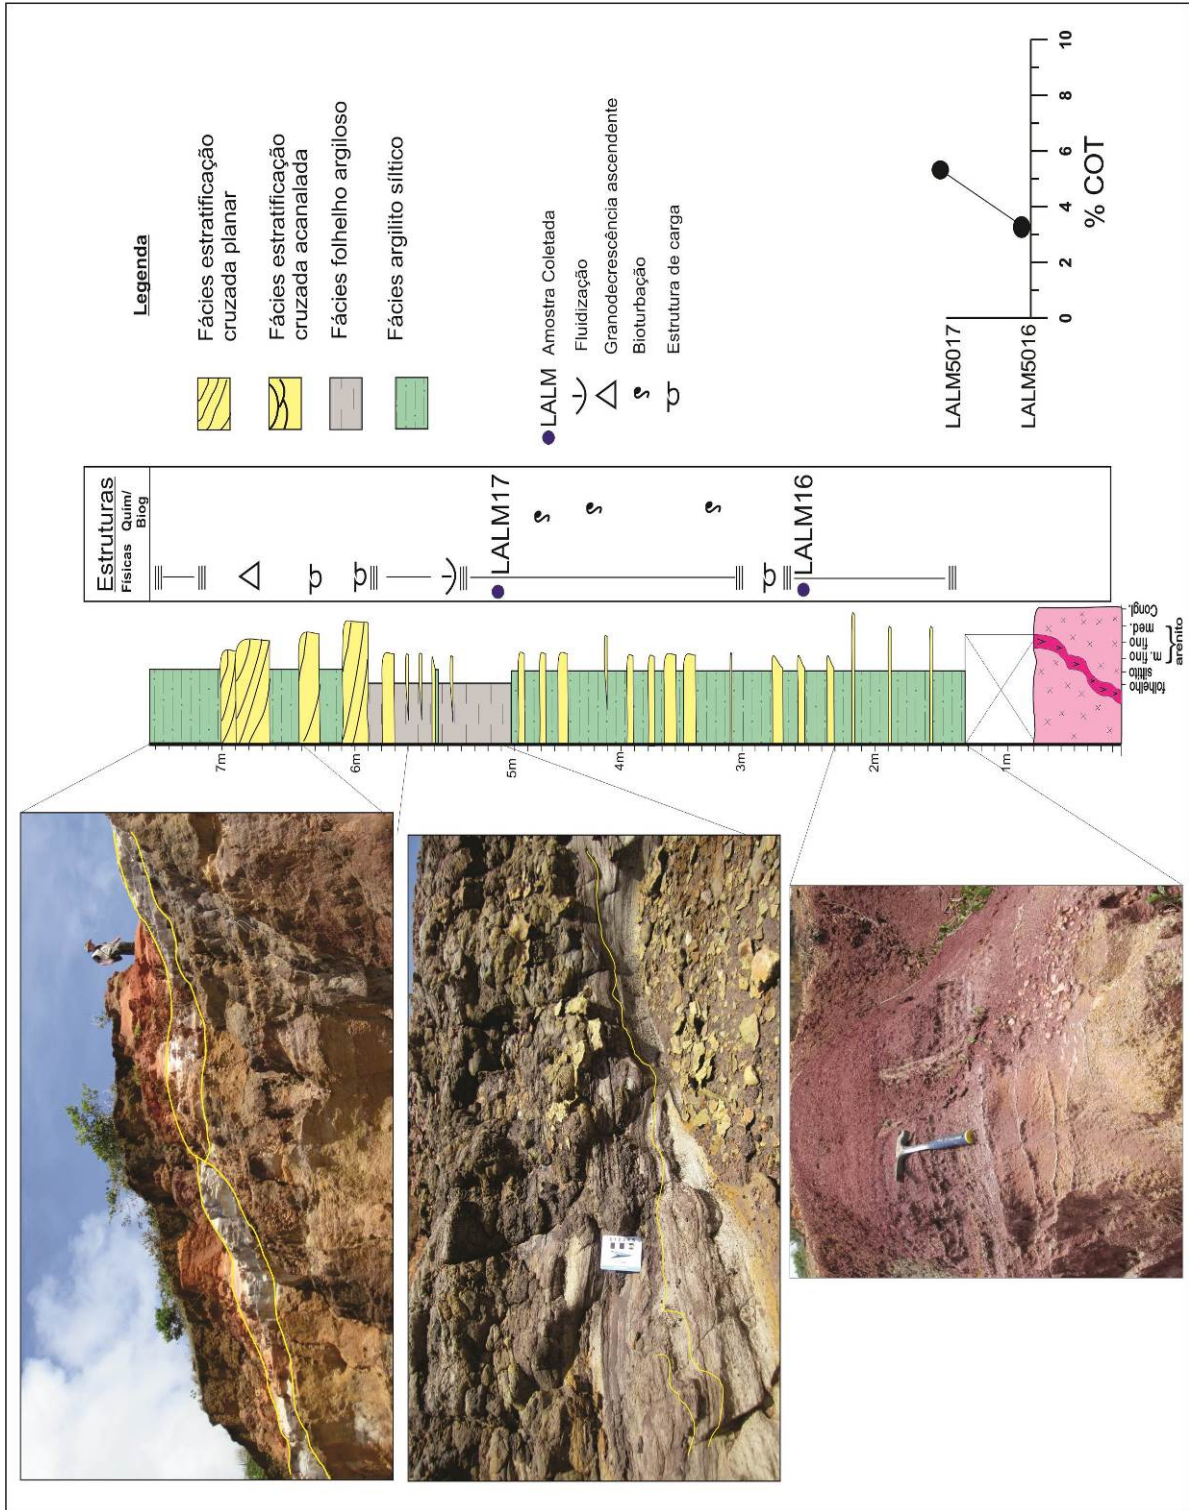 Legenda
Fácies estratificação
cruzada planar
Fácies estratificação
cruzada acanalada
Fácies folhelho argiloso
Fácies argilito síltico
LALM Amostra Coletada
Fluidização
Granodecrescência ascendente
Bioturbação
Estrutura de carga
Estruturas
Físicas Quím/
Biog
LALM17
LALM16
7m
6m
5m
4m
3m
2m
1m
folhelho
siltito
m. fino
fino
med.
Congl.
arenito
LALM5017
LALM5016
0
2
4
6
8
10
% COT